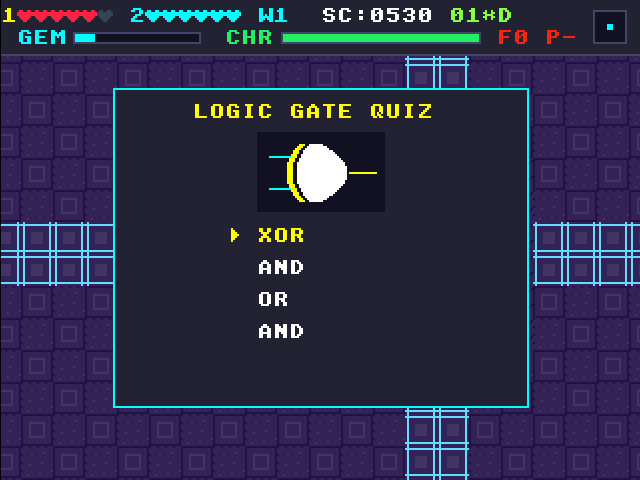 1 2 W1 SC:0530 01*D
GEM CHR F0 P-
LOGIC GATE QUIZ
XOR
AND
OR
AND